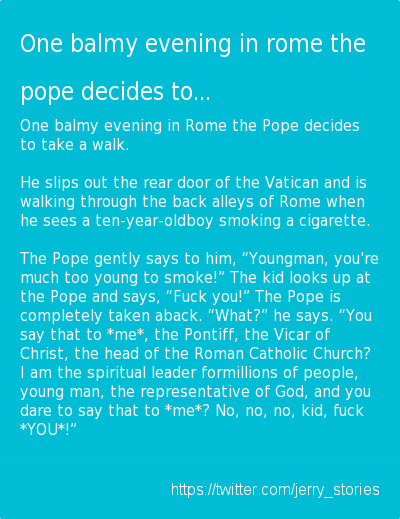 One balmy evening in rome the
pope decides to...
One balmy evening in Rome the Pope decides
to take a walk.
He slips out the rear door of the Vatican and is
walking through the back alleys of Rome when
he sees a ten-year-oldboy smoking a cigarette.
The Pope gently says to him, “Youngman, you're
much too young to smoke!” The kid looks up at
the Pope and says, “Fuck you!” The Pope is
completely taken aback. “What?” he says. “You
say that to *me*, the Pontiff, the Vicar of
Christ, the head of the Roman Catholic Church?
I am the spiritual leader formillions of people,
young man, the representative of God, and you
dare to say that to *me*? No, no, no, kid, fuck
*YOU*!”
https://twitter.com/jerry_stories